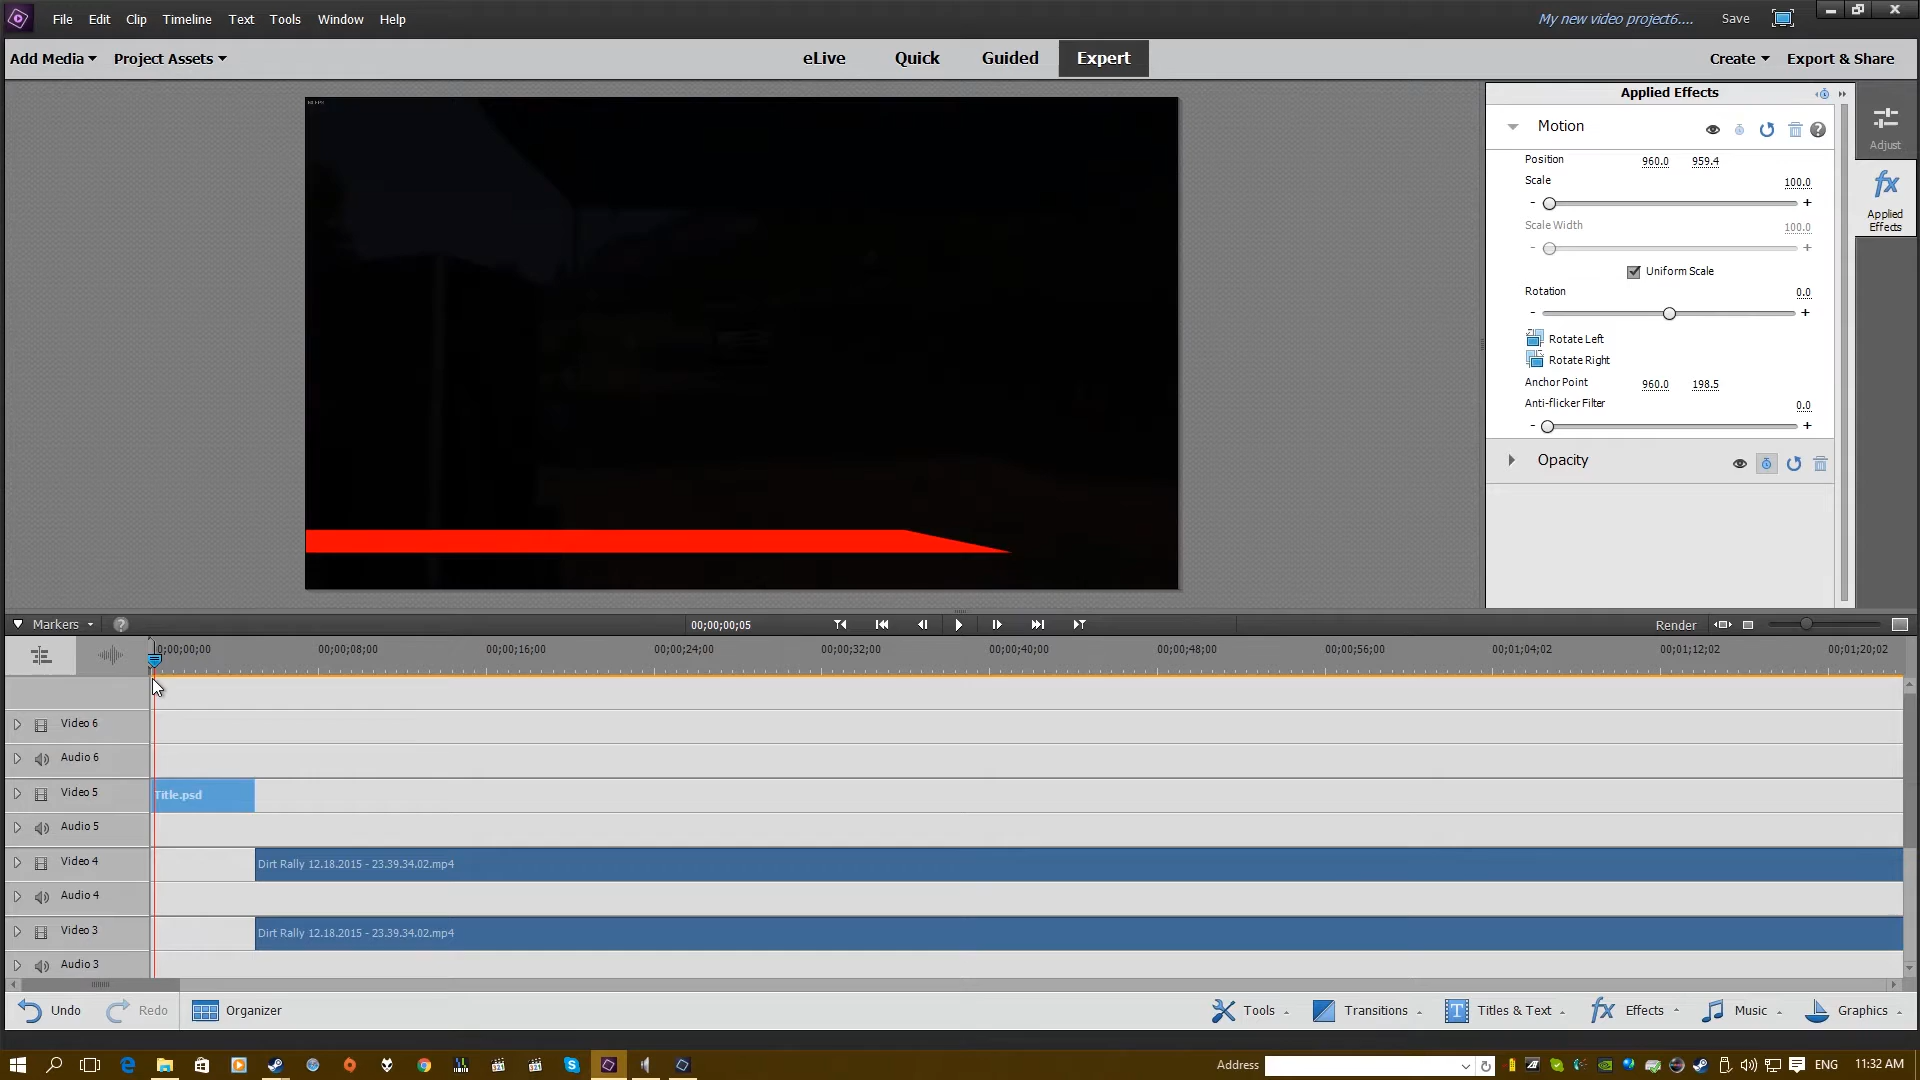 File Edit Clip Timeline Text Tools Window Help My new video project6.... Save
Add Media Project Assets eLive Quick Guided Expert Create Export & Share
Applied Effects
Motion
Position 960.0 959.4
Scale 100.0
- +
Scale Width 100.0
- +
Uniform Scale
Rotation 0.0
- +
Rotate Left
Rotate Right
Anchor Point 960.0 198.5
Anti-flicker Filter 0.0
- +
Opacity
Adjust
fx
Applied
Effects
Markers 00;00;00;05 Render
0;00;00;00 00;00;08;00 00;00;16;00 00;00;24;00 00;00;32;00 00;00;40;00 00;00;48;00 00;00;56;00 00;01;04;02 00;01;12;02 00;01;20;02
Video 6
Audio 6
Video 5 Title.psd
Audio 5
Video 4 Dirt Rally 12.18.2015 - 23.39.34.02.mp4
Audio 4
Video 3 Dirt Rally 12.18.2015 - 23.39.34.02.mp4
Audio 3
Undo Redo Organizer Tools Transitions T Titles & Text fx Effects Music Graphics
Address ENG 11:32 AM